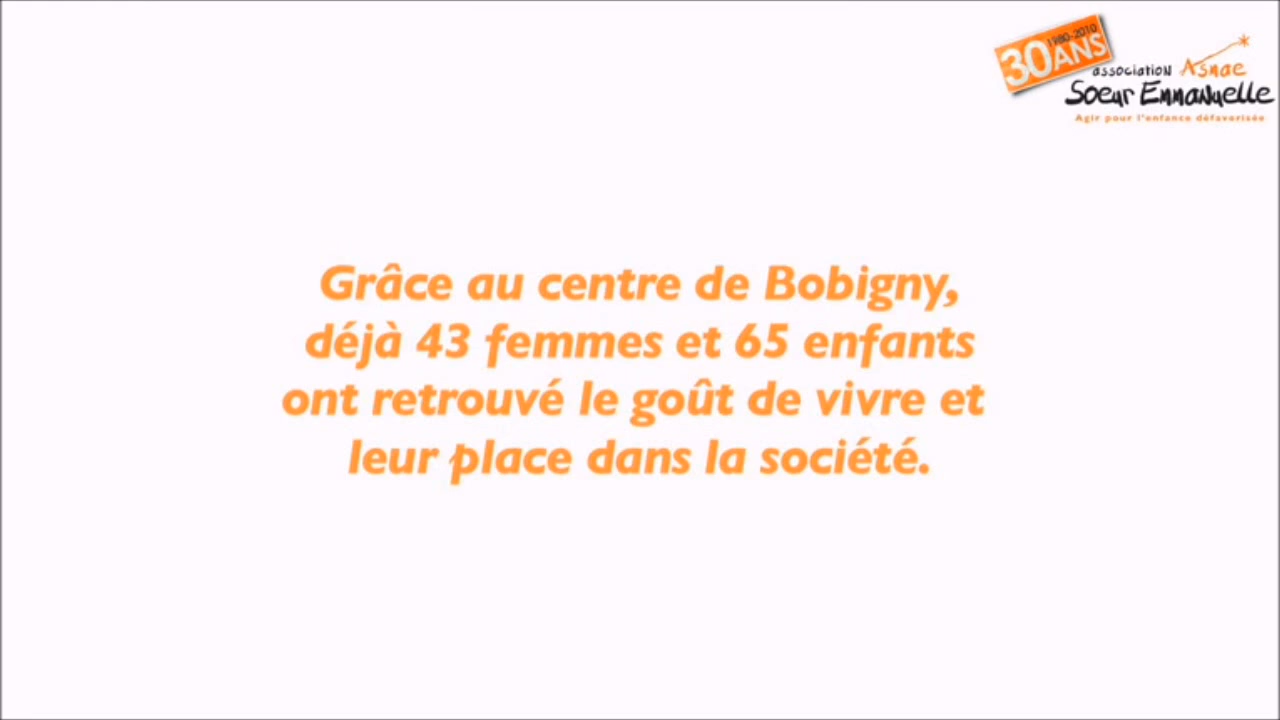 30ANS
1980-2010
association Asmae
Soeur Emmanuelle
Agir pour l'enfance défavorisée
Grâce au centre de Bobigny,
déjà 43 femmes et 65 enfants
ont retrouvé le goût de vivre et
leur place dans la société.